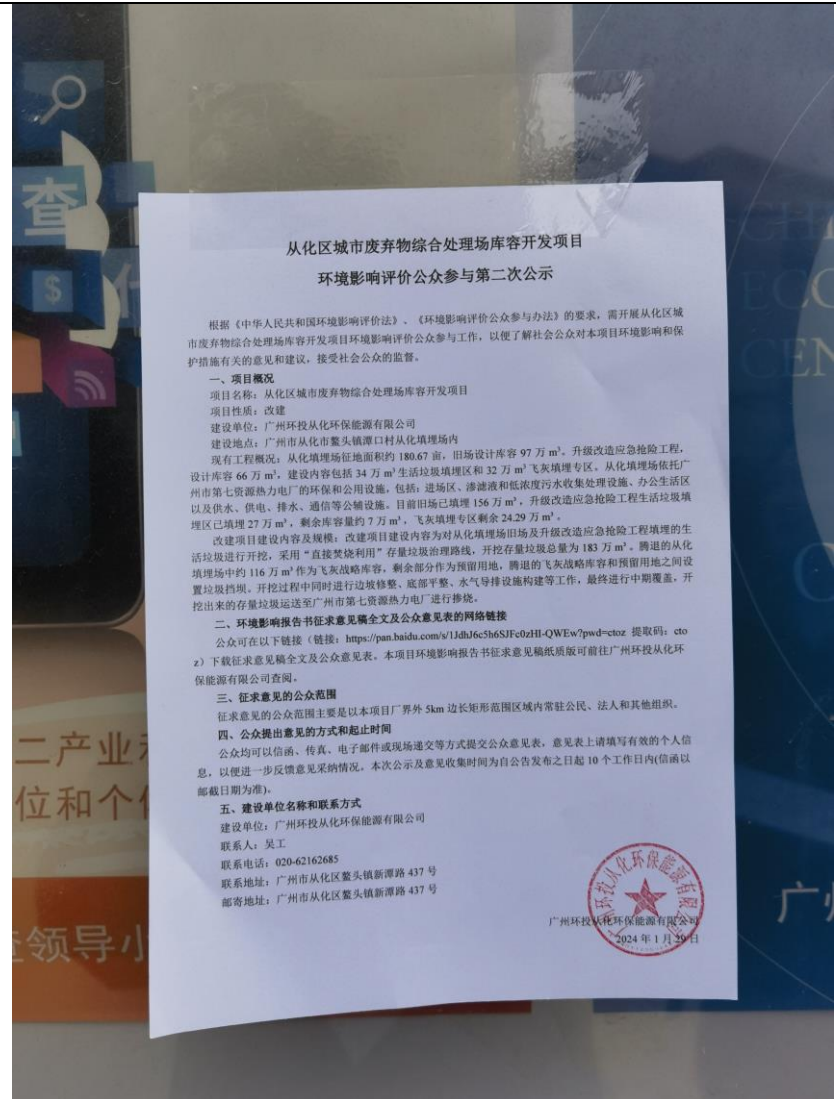 查
$
从化区城市废弃物综合处理场库容开发项目
环境影响评价公众参与第二次公示
根据《中华人民共和国环境影响评价法》、《环境影响评价公众参与办法》的要求，需开展从化区城
市废弃物综合处理场库容开发项目环境影响评价公众参与工作，以便了解社会公众对本项目环境影响和保
护措施有关的意见和建议，接受社会公众的监督。
一、项目概况
项目名称：从化区城市废弃物综合处理场库容开发项目
项目性质：改建
建设单位：广州环投从化环保能源有限公司
建设地点：广州市从化市鳌头镇潭口村从化填埋场内
现有工程概况：从化填埋场征地面积约 180.67 亩，旧场设计库容 97 万 m³。升级改造应急抢险工程，
设计库容 66 万 m³，建设内容包括 34 万 m³ 生活垃圾填埋区和 32 万 m³ 飞灰填埋专区。从化填埋场依托广
州市第七资源热力电厂的环保和公用设施，包括：进场区、渗滤液和低浓度污水收集处理设施、办公生活区
以及供水、供电、排水、通信等公辅设施。目前旧场已填埋 156 万 m³，升级改造应急抢险工程生活垃圾填
埋区已填埋 27 万 m³，剩余库容量约 7 万 m³，飞灰填埋专区剩余 24.29 万 m³。
改建项目建设内容及规模：改建项目建设内容为对从化填埋场旧场及升级改造应急抢险工程填埋的生
活垃圾进行开挖，采用“直接焚烧利用”存量垃圾治理路线，开挖存量垃圾总量为 183 万 m³。腾退的从化
填埋场中约 116 万 m³作为飞灰战略库容，剩余部分作为预留用地，腾退的飞灰战略库容和预留用地之间设
置垃圾挡坝。开挖过程中同时进行边坡修整、底部平整、水气导排设施构建等工作，最终进行中期覆盖，开
挖出来的存量垃圾运送至广州市第七资源热力电厂进行掺烧。
二、环境影响报告书征求意见稿全文及公众意见表的网络链接
公众可在以下链接（链接：https://pan.baidu.com/s/1JdhJ6c5h6SJFc0zHI-QWEw?pwd=ctoz 提取码：cto
z）下载征求意见稿全文及公众意见表。本项目环境影响报告书征求意见稿纸质版可前往广州环投从化环
保能源有限公司查阅。
三、征求意见的公众范围
征求意见的公众范围主要是以本项目厂界外 5km 边长矩形范围区域内常驻公民、法人和其他组织。
四、公众提出意见的方式和起止时间
公众均可以信函、传真、电子邮件或现场递交等方式提交公众意见表，意见表上请填写有效的个人信
息，以便进一步反馈意见采纳情况。本次公示及意见收集时间为自公告发布之日起 10 个工作日内(信函以
邮截日期为准)。
五、建设单位名称和联系方式
建设单位：广州环投从化环保能源有限公司
联系人：吴工
联系电话：020-62162685
联系地址：广州市从化区鳌头镇新潭路 437 号
邮寄地址：广州市从化区鳌头镇新潭路 437 号
广州环投从化环保能源有限公司
2024 年 1 月 29 日
广州环投从化环保能源有限公司
二产业
位和个
领导小
CEN
广